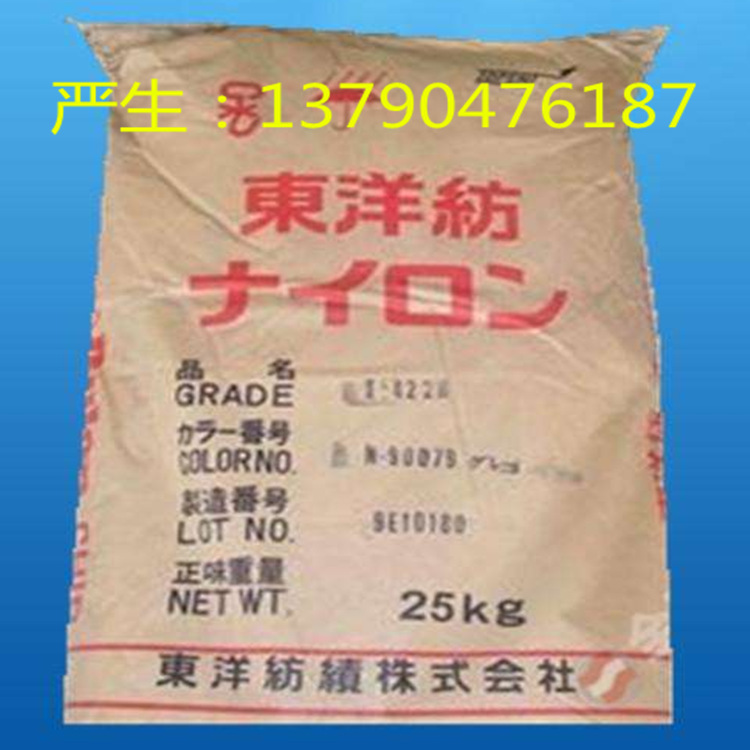 严生：13790476187
東洋紡
ナイロン
品名
GRADE
カラー番号
COLOR NO. N-90079
製造番号
LOT NO. 9E10180
正味重量
NET WT. 25kg
東洋紡績株式会社